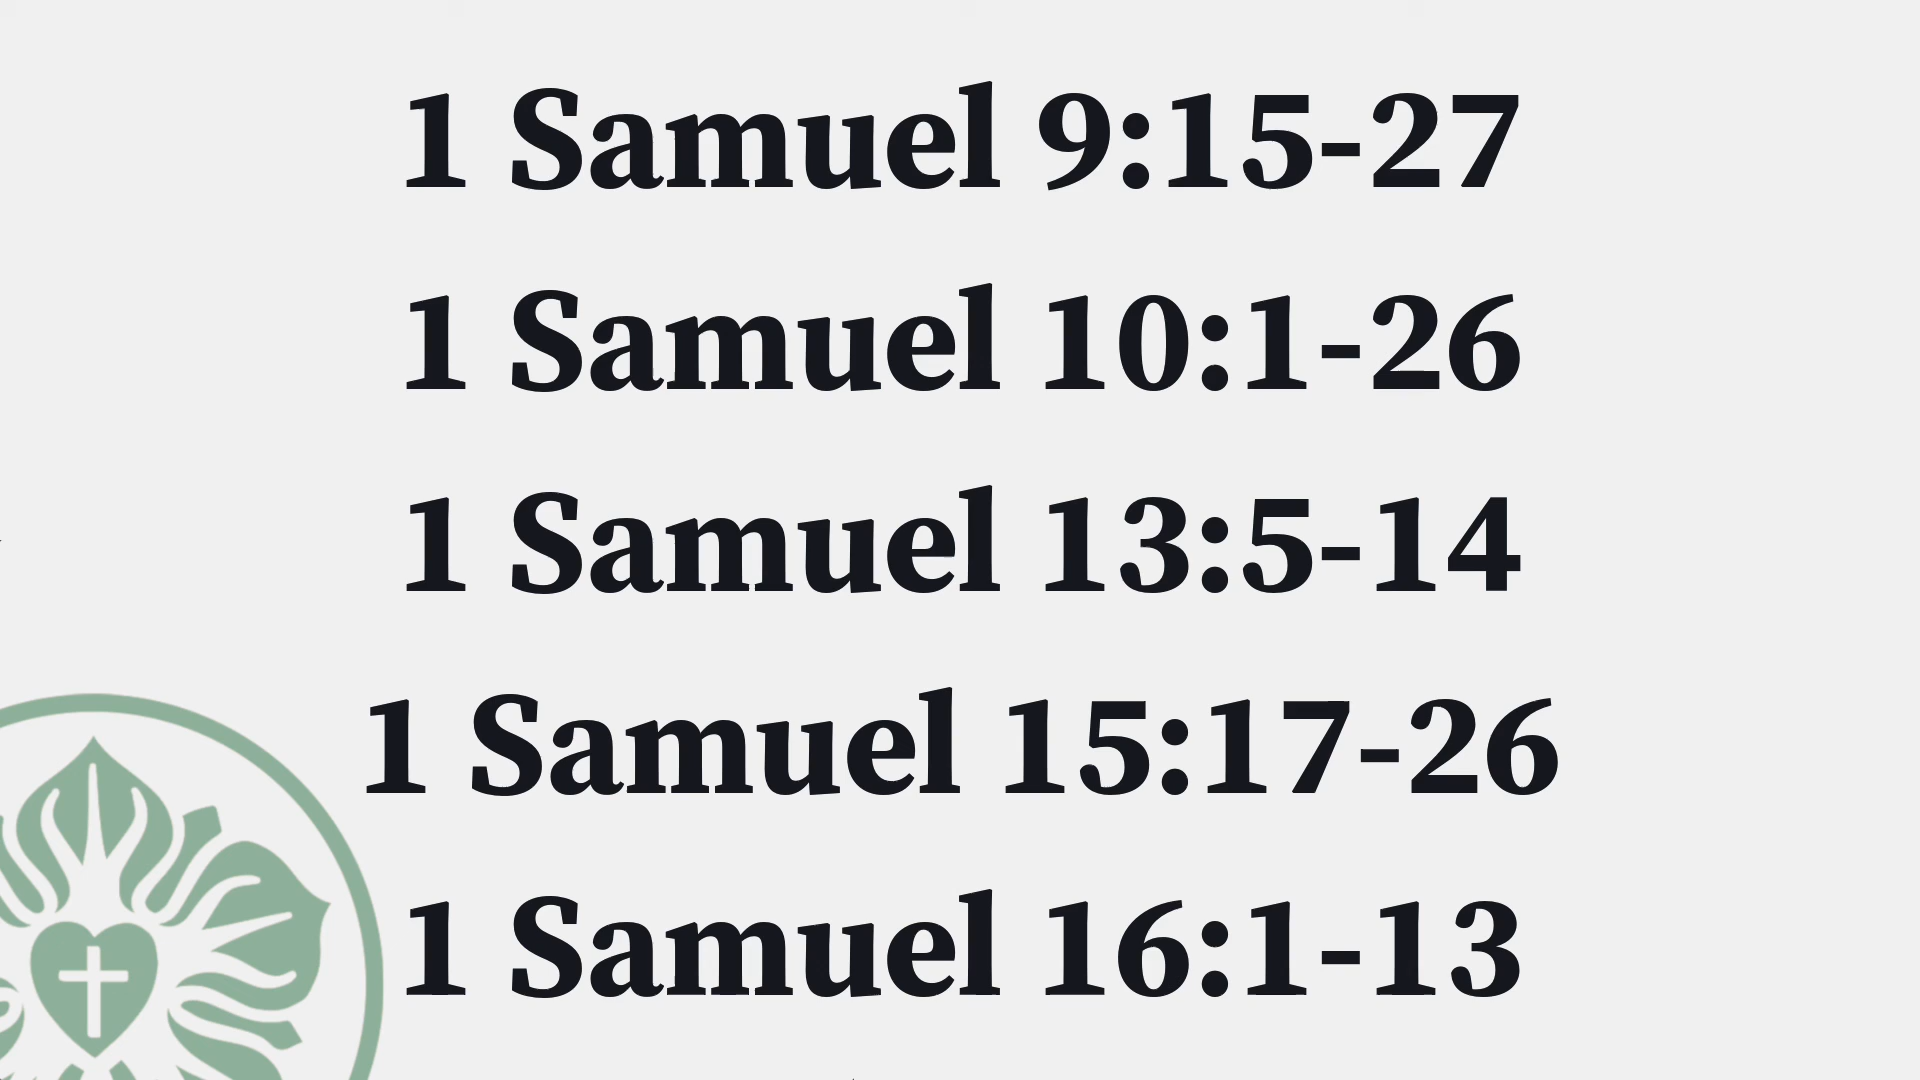 1 Samuel 9:15-27
1 Samuel 10:1-26
1 Samuel 13:5-14
1 Samuel 15:17-26
1 Samuel 16:1-13